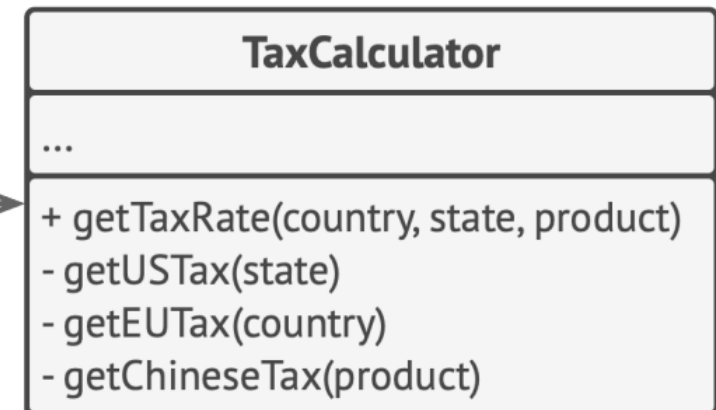 TaxCalculator
...
+ getTaxRate(country, state, product)
- getUSTax(state)
- getEUTax(country)
- getChineseTax(product)